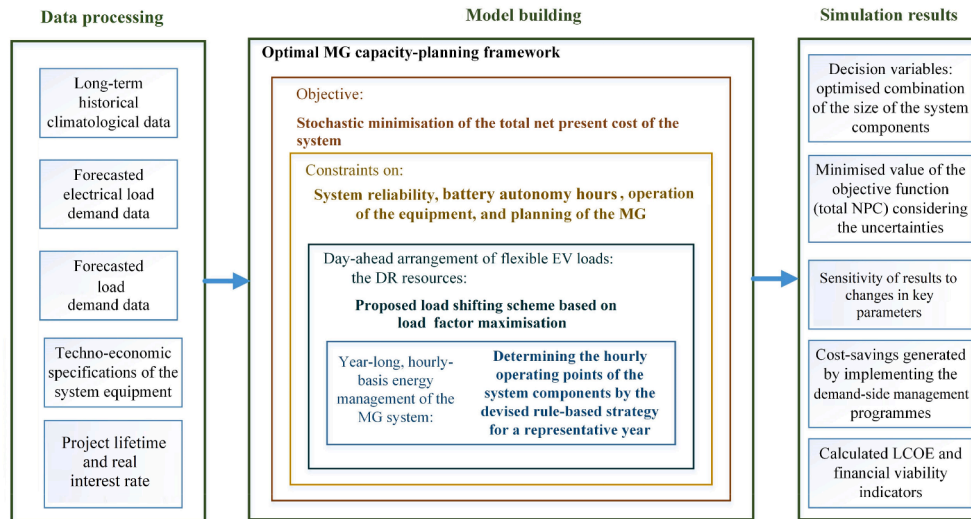 Data processing
Long-term
historical
climatological data
Forecasted
electrical load
demand data
Forecasted
load
demand data
Techno-economic
specifications of the
system equipment
Project lifetime
and real
interest rate
Model building
Optimal MG capacity-planning framework
Objective:
Stochastic minimisation of the total net present cost of the
system
Constraints on:
System reliability, battery autonomy hours, operation
of the equipment, and planning of the MG
Day-ahead arrangement of flexible EV loads:
the DR resources:
Proposed load shifting scheme based on
load factor maximisation
Year-long, hourly-
basis energy
management of the
MG system:
Determining the hourly
operating points of the
system components by the
devised rule-based strategy
for a representative year
Simulation results
Decision variables:
optimised combination
of the size of the system
components
Minimised value of the
objective function
(total NPC) considering
the uncertainties
Sensitivity of results to
changes in key
parameters
Cost-savings generated
by implementing the
demand-side management
programmes
Calculated LCOE and
financial viability
indicators